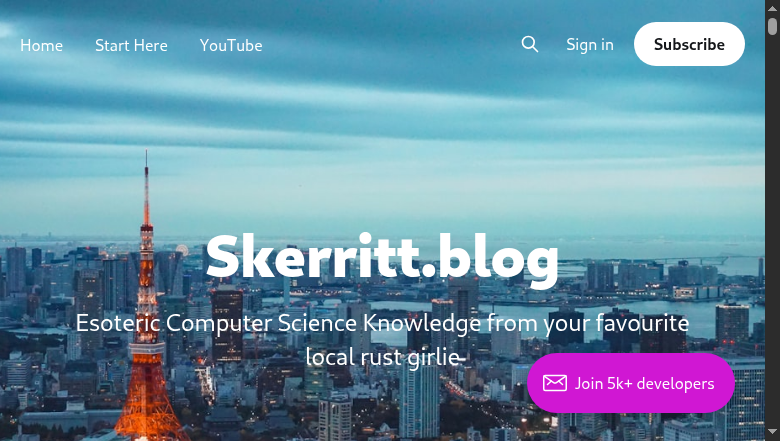 Home
Start Here
YouTube
Sign in
Subscribe
Skerritt.blog
Esoteric Computer Science Knowledge from your favourite
local rust girlie
Join 5k+ developers